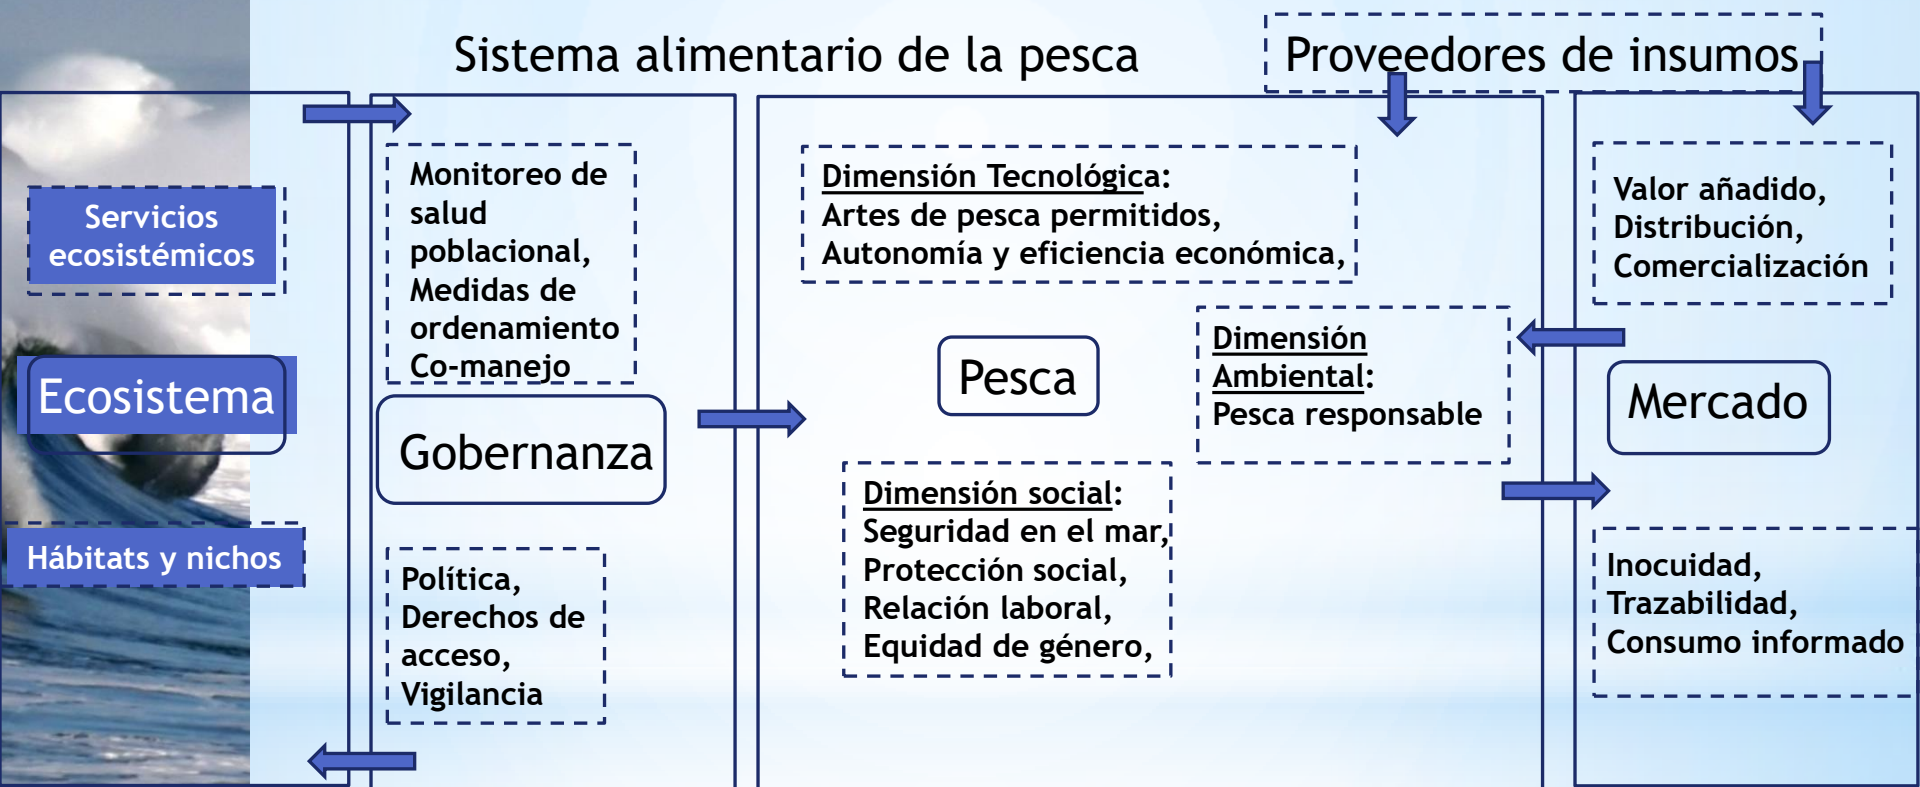 Sistema alimentario de la pesca
Proveedores de insumos
Servicios
ecosistémicos
Ecosistema
Hábitats y nichos
Monitoreo de
salud
poblacional,
Medidas de
ordenamiento
Co-manejo
Gobernanza
Política,
Derechos de
acceso,
Vigilancia
Dimensión Tecnológica:
Artes de pesca permitidos,
Autonomía y eficiencia económica,
Pesca
Dimensión
Ambiental:
Pesca responsable
Dimensión social:
Seguridad en el mar,
Protección social,
Relación laboral,
Equidad de género,
Valor añadido,
Distribución,
Comercialización
Mercado
Inocuidad,
Trazabilidad,
Consumo informado